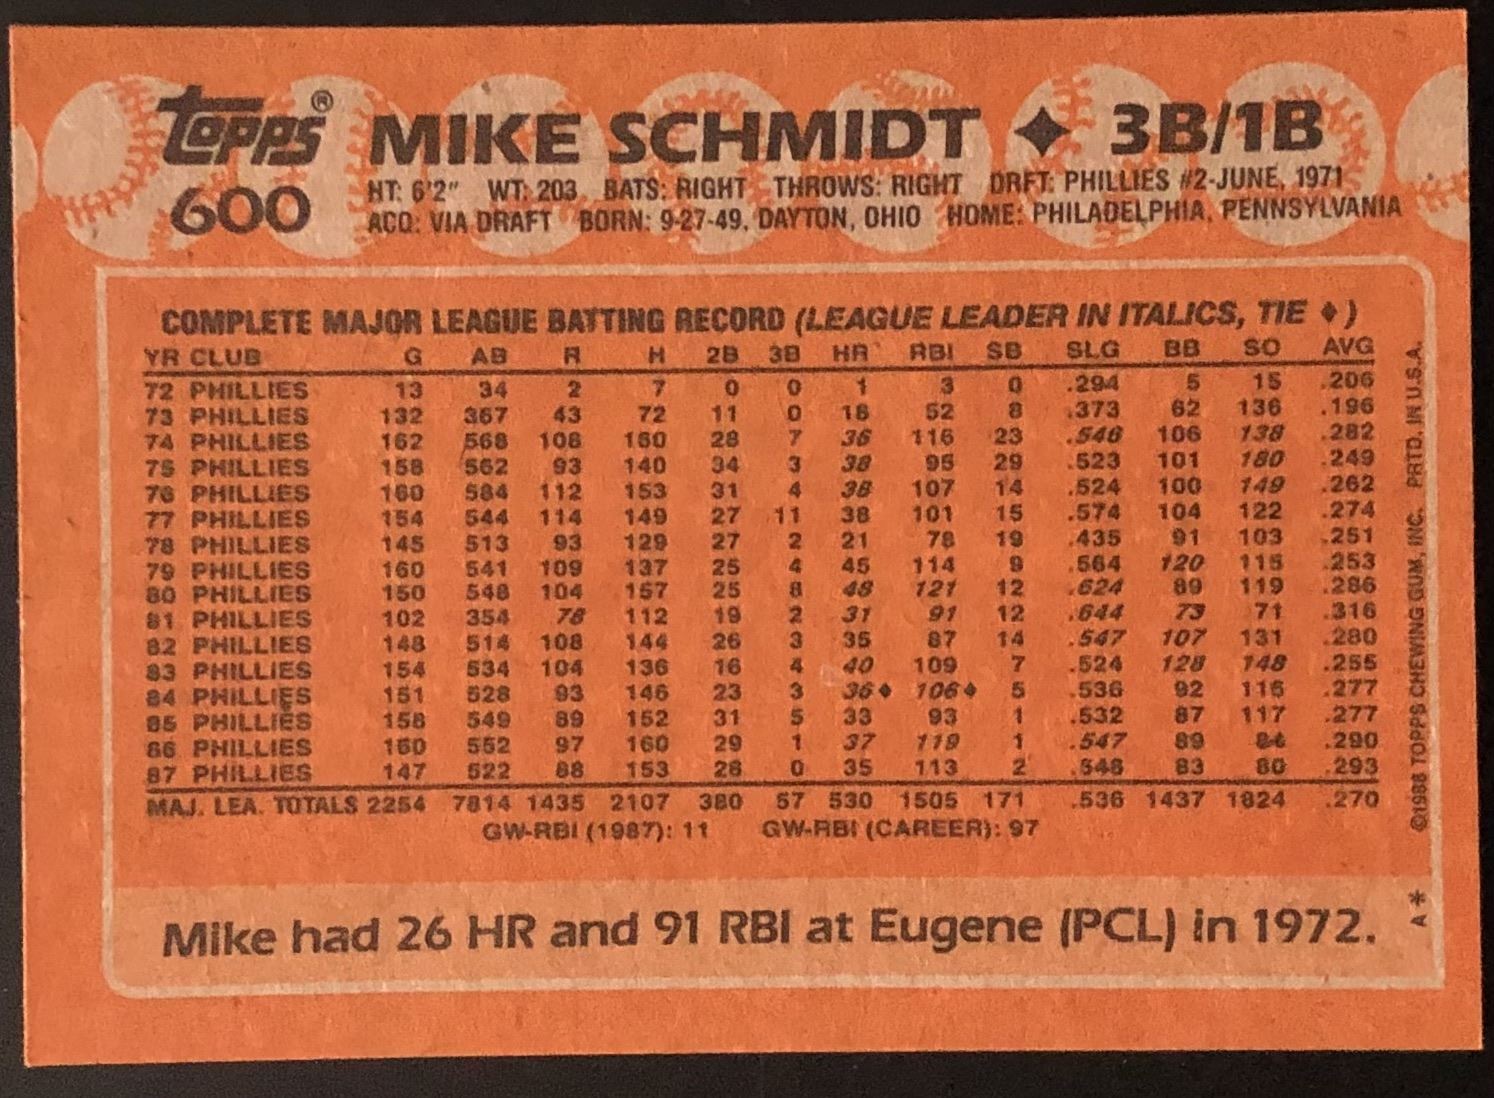 Topps® MIKE SCHMIDT ♦ 3B/1B
600
HT: 6'2" WT: 203 BATS: RIGHT THROWS: RIGHT DRFT: PHILLIES #2-JUNE, 1971
ACQ: VIA DRAFT BORN: 9-27-49, DAYTON, OHIO HOME: PHILADELPHIA, PENNSYLVANIA
COMPLETE MAJOR LEAGUE BATTING RECORD (LEAGUE LEADER IN ITALICS, TIE ♦)
YR CLUB G AB R H 2B 3B HR RBI SB SLG BB SO AVG
72 PHILLIES 13 34 2 7 0 0 1 3 0 .294 5 15 .206
73 PHILLIES 132 367 43 72 11 0 18 52 8 .373 62 136 .196
74 PHILLIES 162 568 108 160 28 7 36 116 23 .546 106 138 .282
75 PHILLIES 158 562 93 140 34 3 38 95 29 .523 101 180 .249
76 PHILLIES 160 584 112 153 31 4 38 107 14 .524 100 149 .262
77 PHILLIES 154 544 114 149 27 11 38 101 15 .574 104 122 .274
78 PHILLIES 145 513 93 129 27 2 21 78 19 .435 91 103 .251
79 PHILLIES 160 541 109 137 25 4 45 114 9 .564 120 115 .253
80 PHILLIES 150 548 104 157 25 8 48 121 12 .624 89 119 .286
81 PHILLIES 102 354 78 112 19 2 31 91 12 .644 73 71 .316
82 PHILLIES 148 514 108 144 26 3 35 87 14 .547 107 131 .280
83 PHILLIES 154 534 104 136 16 4 40 109 7 .524 128 148 .255
84 PHILLIES 151 528 93 146 23 3 36♦ 106♦ 5 .536 92 116 .277
85 PHILLIES 158 549 89 152 31 5 33 93 1 .532 87 117 .277
86 PHILLIES 160 552 97 160 29 1 37 119 1 .547 89 84 .290
87 PHILLIES 147 522 88 153 28 0 35 113 2 .548 83 80 .293
MAJ. LEA. TOTALS 2254 7814 1435 2107 380 57 530 1505 171 .536 1437 1824 .270
GW-RBI (1987): 11 GW-RBI (CAREER): 97
Mike had 26 HR and 91 RBI at Eugene (PCL) in 1972.
A* ©1988 TOPPS CHEWING GUM, INC. PRTD. IN U.S.A.